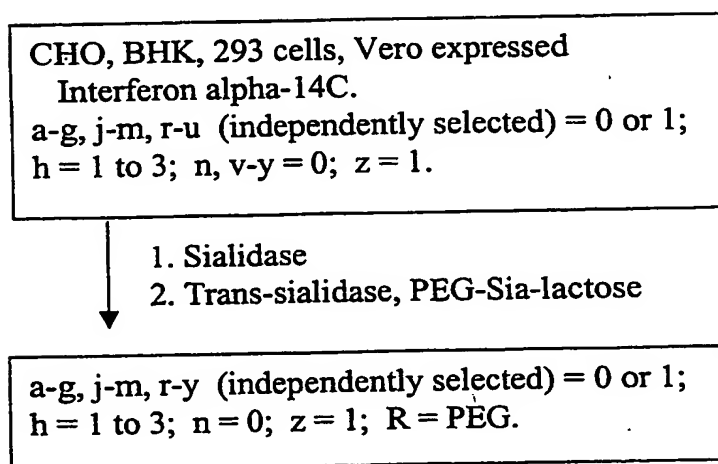 CHO, BHK, 293 cells, Vero expressed
Interferon alpha-14C.
a-g, j-m, r-u (independently selected) = 0 or 1;
h = 1 to 3; n, v-y = 0; z = 1.
1. Sialidase
2. Trans-sialidase, PEG-Sia-lactose
a-g, j-m, r-y (independently selected) = 0 or 1;
h = 1 to 3; n = 0; z = 1; R = PEG.